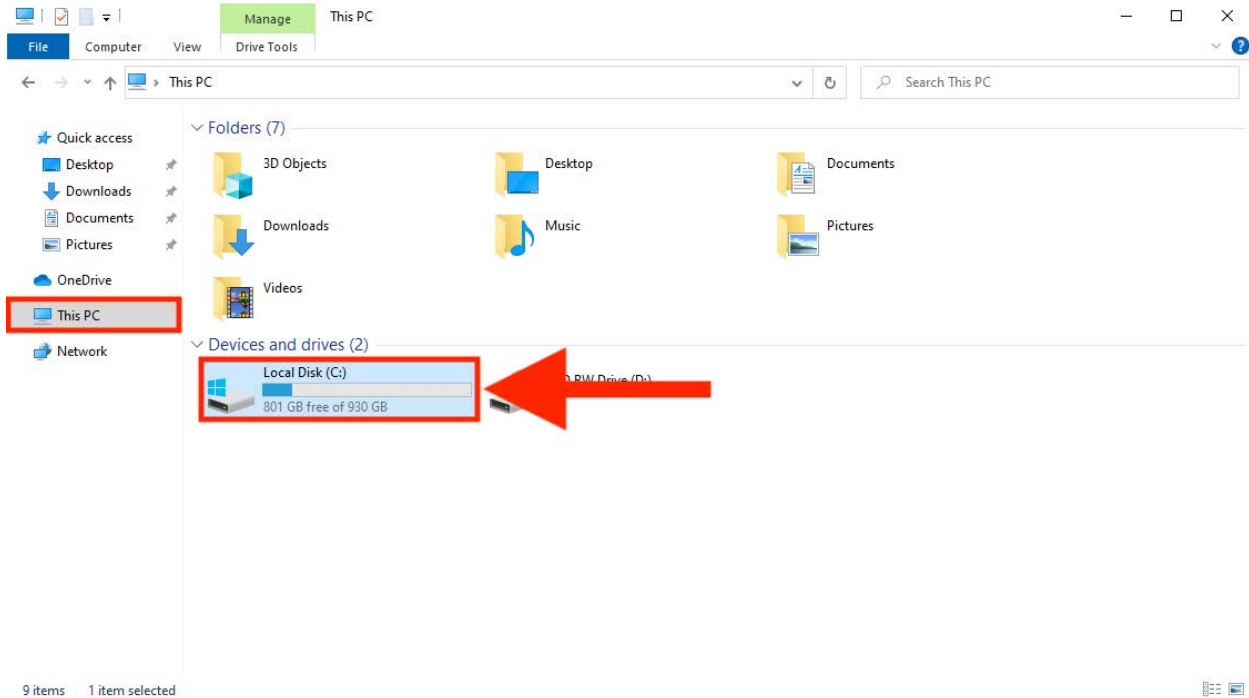 Manage This PC
File Computer View Drive Tools
This PC Search This PC
Quick access
Desktop
Downloads
Documents
Pictures
OneDrive
This PC
Network
Folders (7)
3D Objects Desktop Documents
Downloads Music Pictures
Videos
Devices and drives (2)
Local Disk (C:)
801 GB free of 930 GB
RW Drive (D:)
9 items 1 item selected